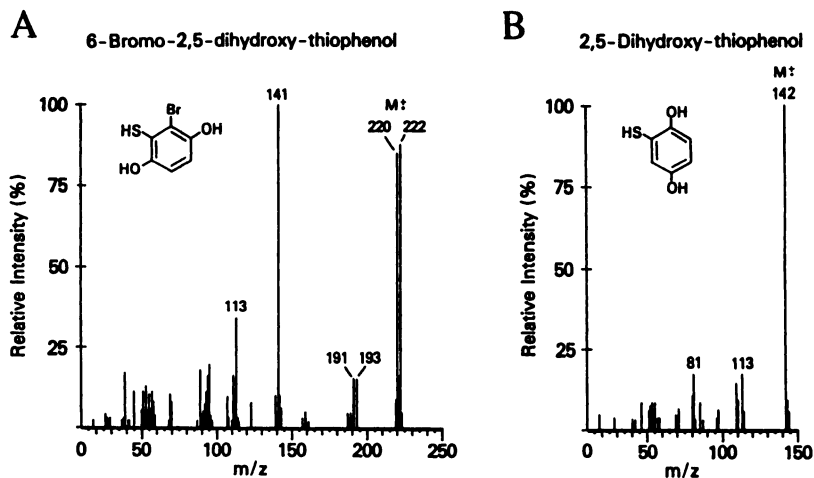 A
6-Bromo-2,5-dihydroxy-thiophenol
Relative Intensity (%)
100
75
50
25
0
50
100
150
200
250
m/z
Br
HS
OH
HO
141
M‡
220
222
113
191
193
B
2,5-Dihydroxy-thiophenol
Relative Intensity (%)
100
75
50
25
0
50
100
150
m/z
OH
HS
OH
M‡
142
81
113